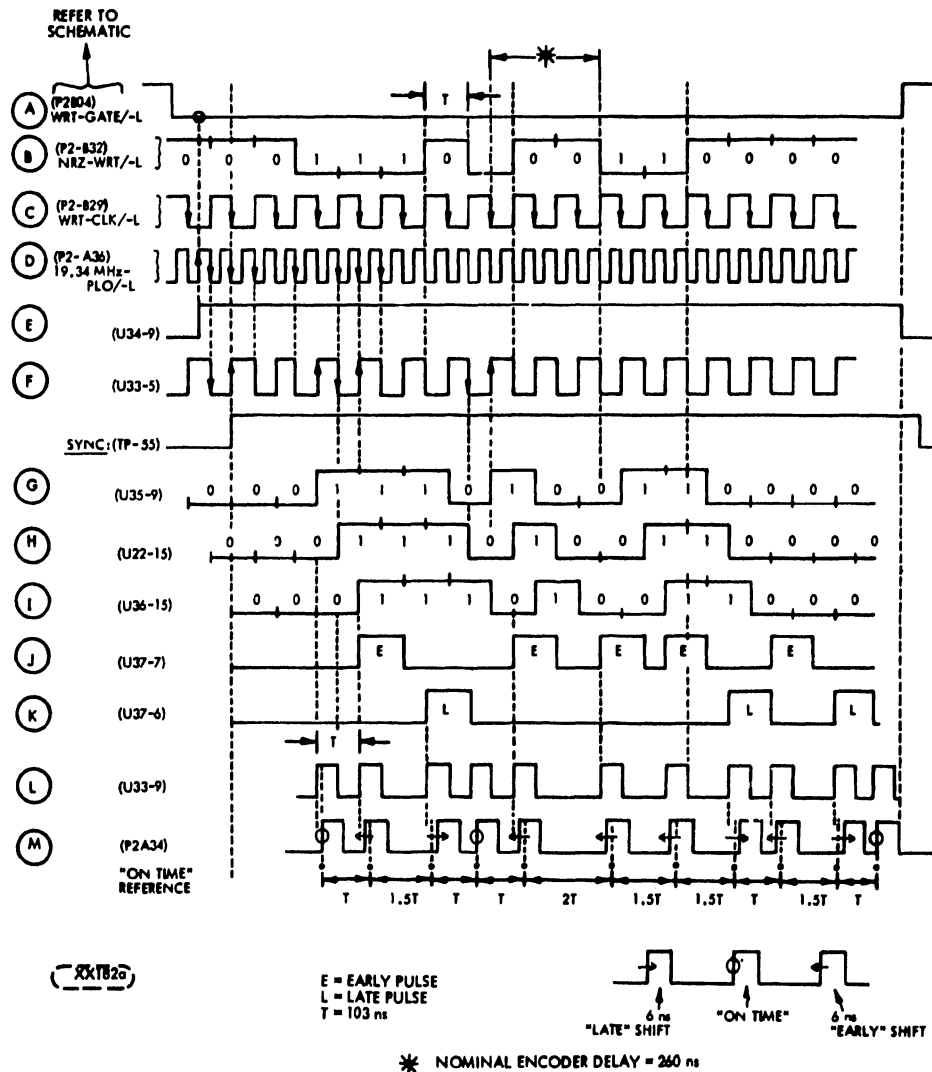 REFER TO
SCHEMATIC
A (P2B04)
WRT-GATE/-L
T
B (P2-B32)
NRZ-WRT/-L
0 0 0 1 1 1 0 0 0 1 1 0 0 0 0
C (P2-B29)
WRT-CLK/-L
D (P2-A36)
19.34 MHz-
PLO/-L
E (U34-9)
F (U33-5)
SYNC:(TP-55)
G (U35-9) 0 0 0 1 1 1 0 1 0 0 1 1 0 0 0 0
H (U22-15) 0 0 0 1 1 1 0 1 0 0 1 1 0 0 0 0
I (U36-15) 0 0 0 1 1 1 0 1 0 0 1 1 0 0 0
J (U37-7) E E E E E
K (U37-6) L L L
T
L (U33-9)
M (P2A34)
"ON TIME"
REFERENCE
T 1.5T T T 2T 1.5T 1.5T T 1.5T T
XX182a
E = EARLY PULSE
L = LATE PULSE
T = 103 ns
6 ns
"LATE" SHIFT
"ON TIME"
6 ns
"EARLY" SHIFT
* NOMINAL ENCODER DELAY = 260 ns